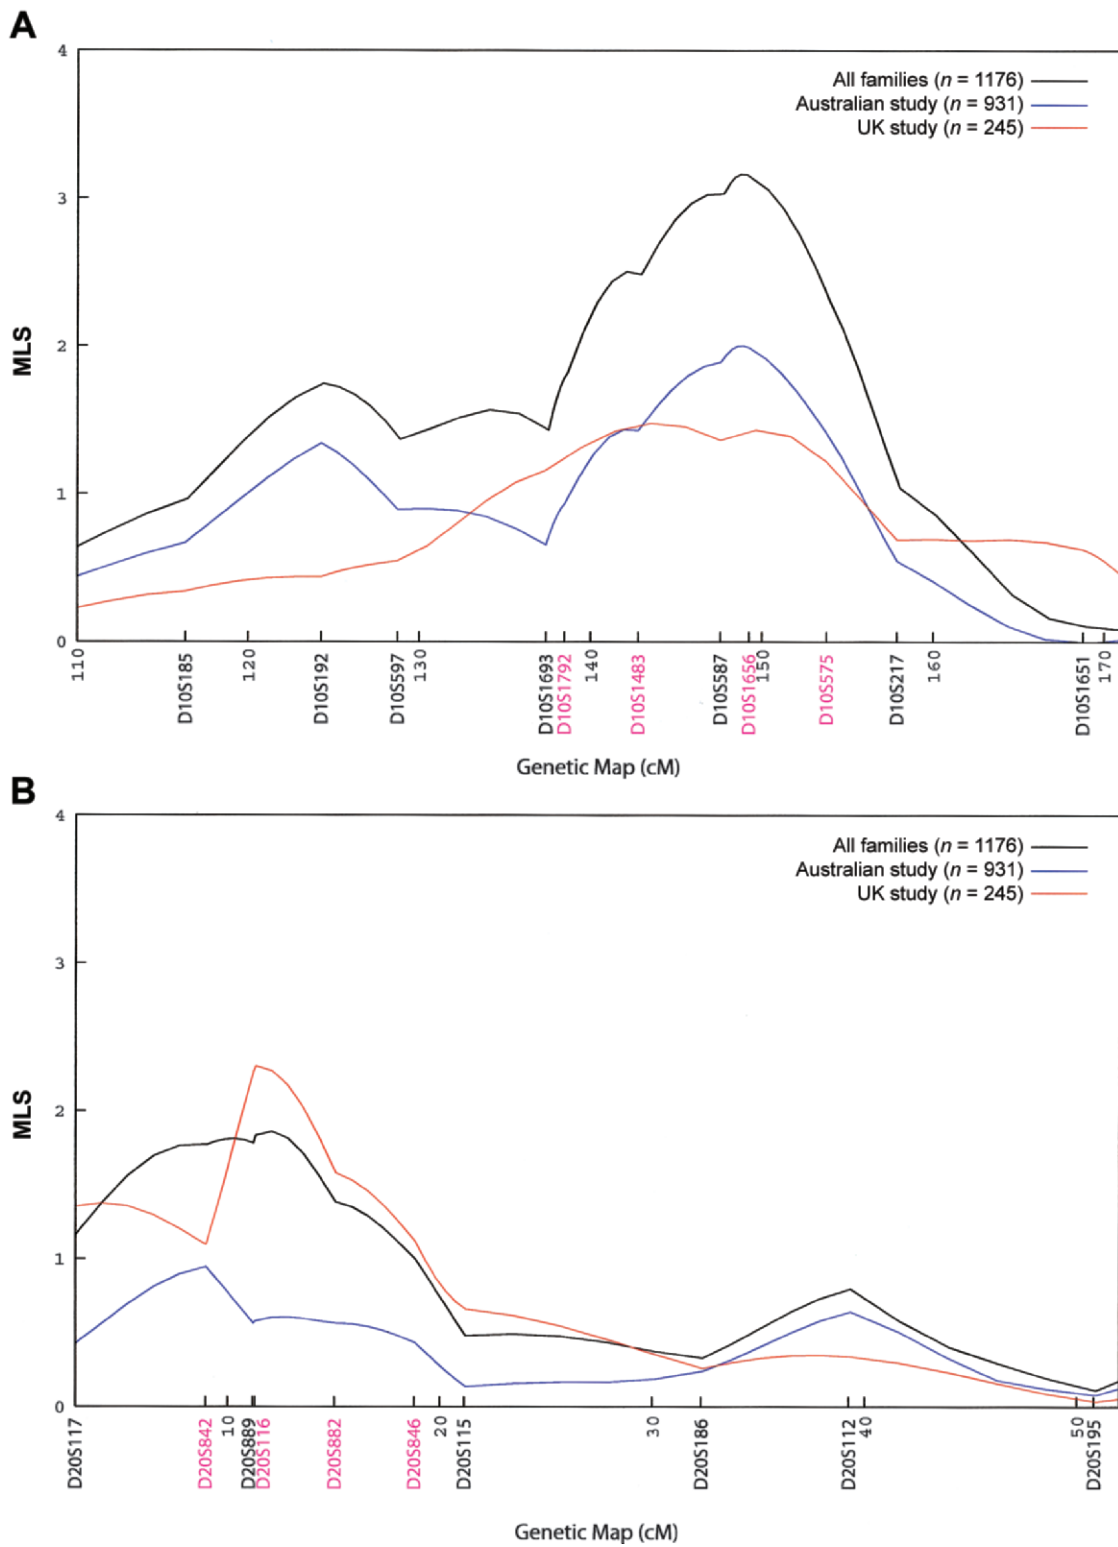 A
4
All families (n = 1176)
Australian study (n = 931)
UK study (n = 245)
3
MLS
2
1
0
110
D10S185
120
D10S192
D10S597
130
D10S1693
D10S1792
140
D10S1483
D10S587
D10S1656
150
D10S575
D10S217
160
D10S1651
170
Genetic Map (cM)
B
4
All families (n = 1176)
Australian study (n = 931)
UK study (n = 245)
3
MLS
2
1
0
D20S117
D20S842
10
D20S889
D20S116
D20S882
D20S846
20
D20S115
30
D20S186
D20S112
40
50
D20S195
Genetic Map (cM)